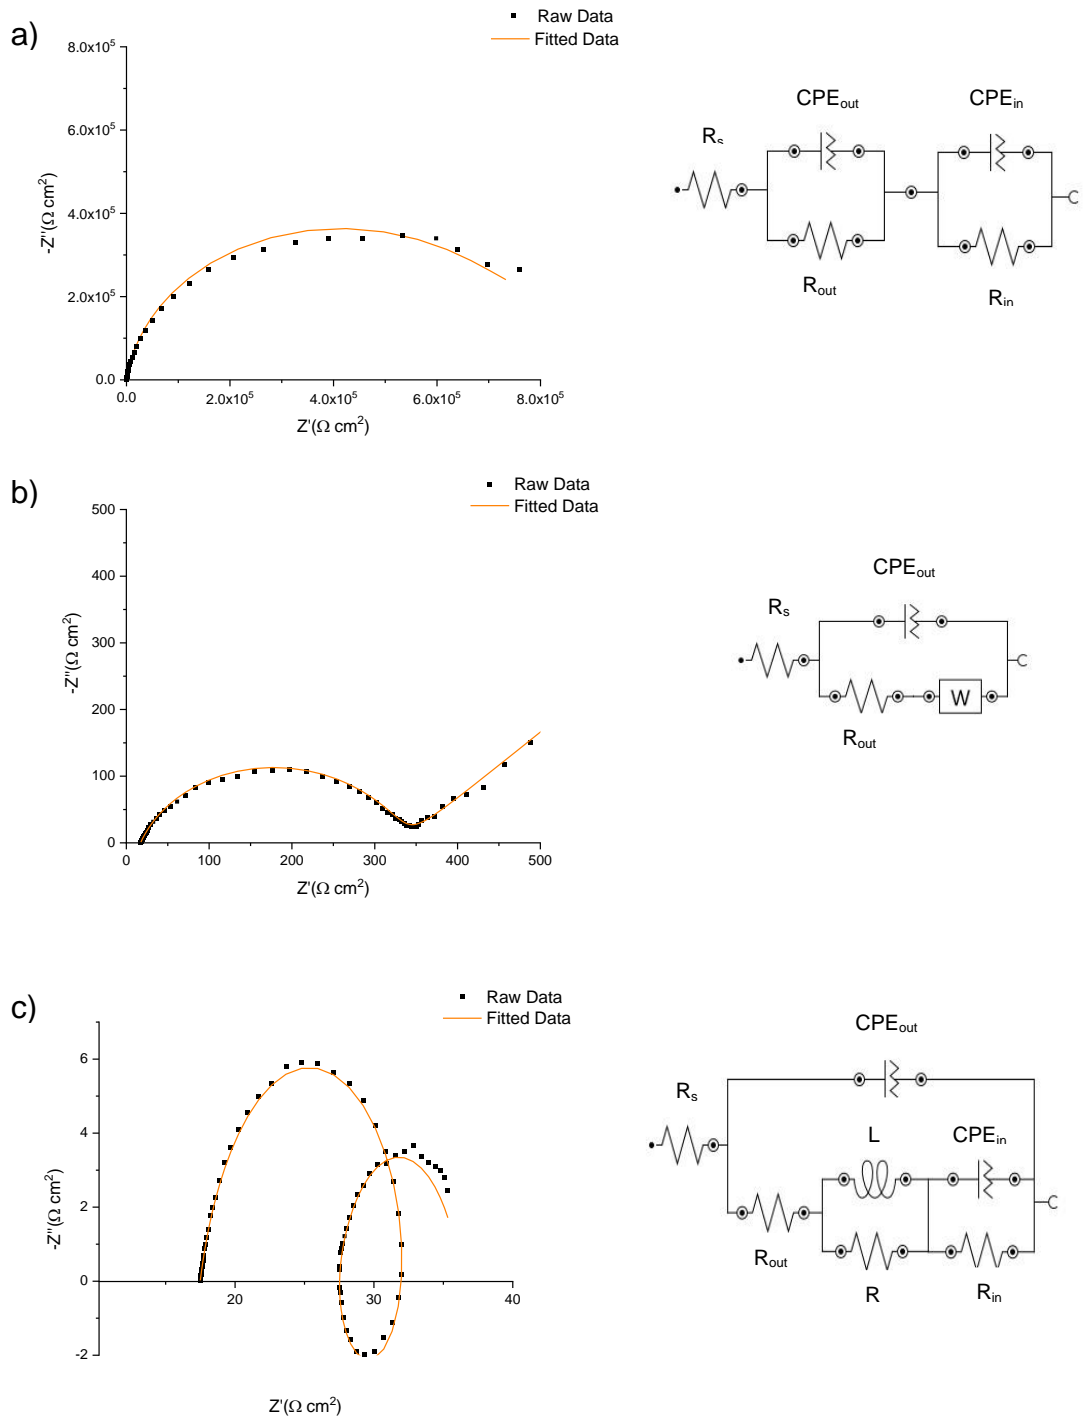 a)
Raw Data
Fitted Data
8.0x10⁵
6.0x10⁵
4.0x10⁵
2.0x10⁵
0.0
-Z''(Ω cm²)
0.0 2.0x10⁵ 4.0x10⁵ 6.0x10⁵ 8.0x10⁵
Z'(Ω cm²)
CPEout CPEin
Rs
Rout Rin
b)
Raw Data
Fitted Data
500
400
300
200
100
0
-Z''(Ω cm²)
0 100 200 300 400 500
Z'(Ω cm²)
CPEout
Rs
W
Rout
c)
Raw Data
Fitted Data
6
4
2
0
-2
-Z''(Ω cm²)
20 30 40
Z'(Ω cm²)
CPEout
Rs
L CPEin
Rout
R Rin